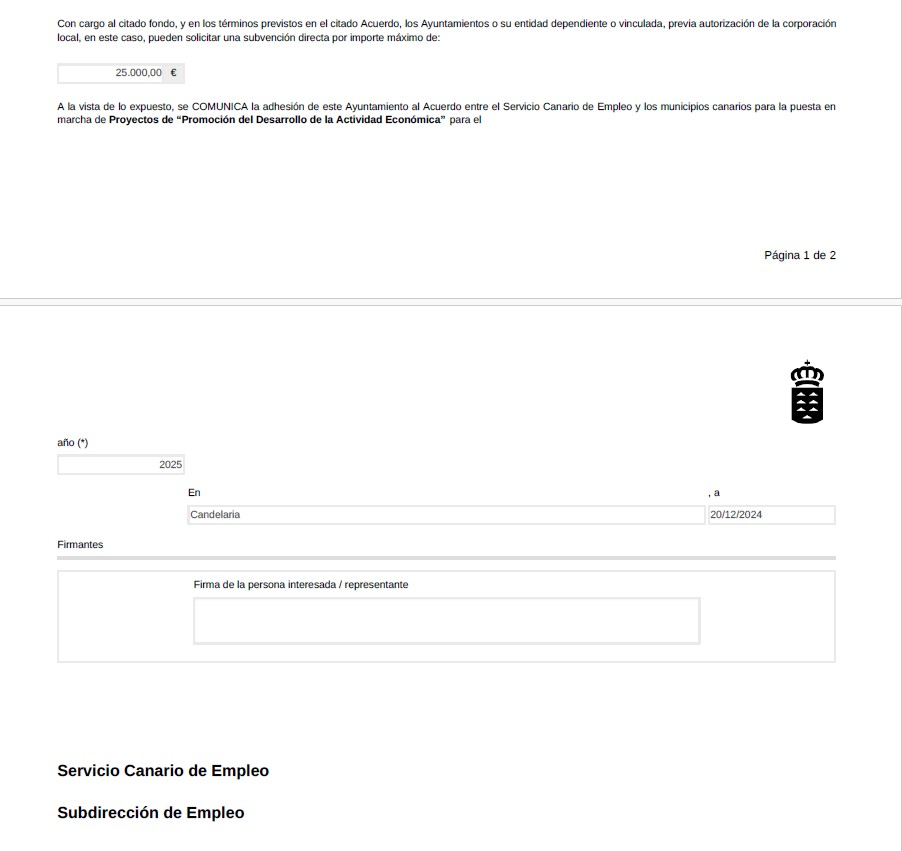 Con cargo al citado fondo, y en los términos previstos en el citado Acuerdo, los Ayuntamientos o su entidad dependiente o vinculada, previa autorización de la corporación
local, en este caso, pueden solicitar una subvención directa por importe máximo de:
25.000,00 €
A la vista de lo expuesto, se COMUNICA la adhesión de este Ayuntamiento al Acuerdo entre el Servicio Canario de Empleo y los municipios canarios para la puesta en
marcha de Proyectos de “Promoción del Desarrollo de la Actividad Económica” para el
Página 1 de 2
año (*)
2025
En , a
Candelaria 20/12/2024
Firmantes
Firma de la persona interesada / representante
Servicio Canario de Empleo
Subdirección de Empleo